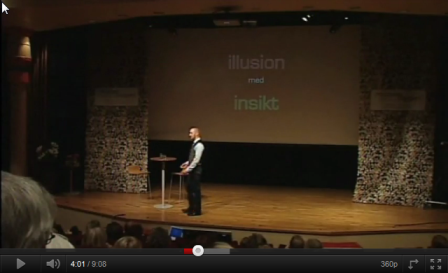 illusion
med
insikt
4:01 / 9:08
360p